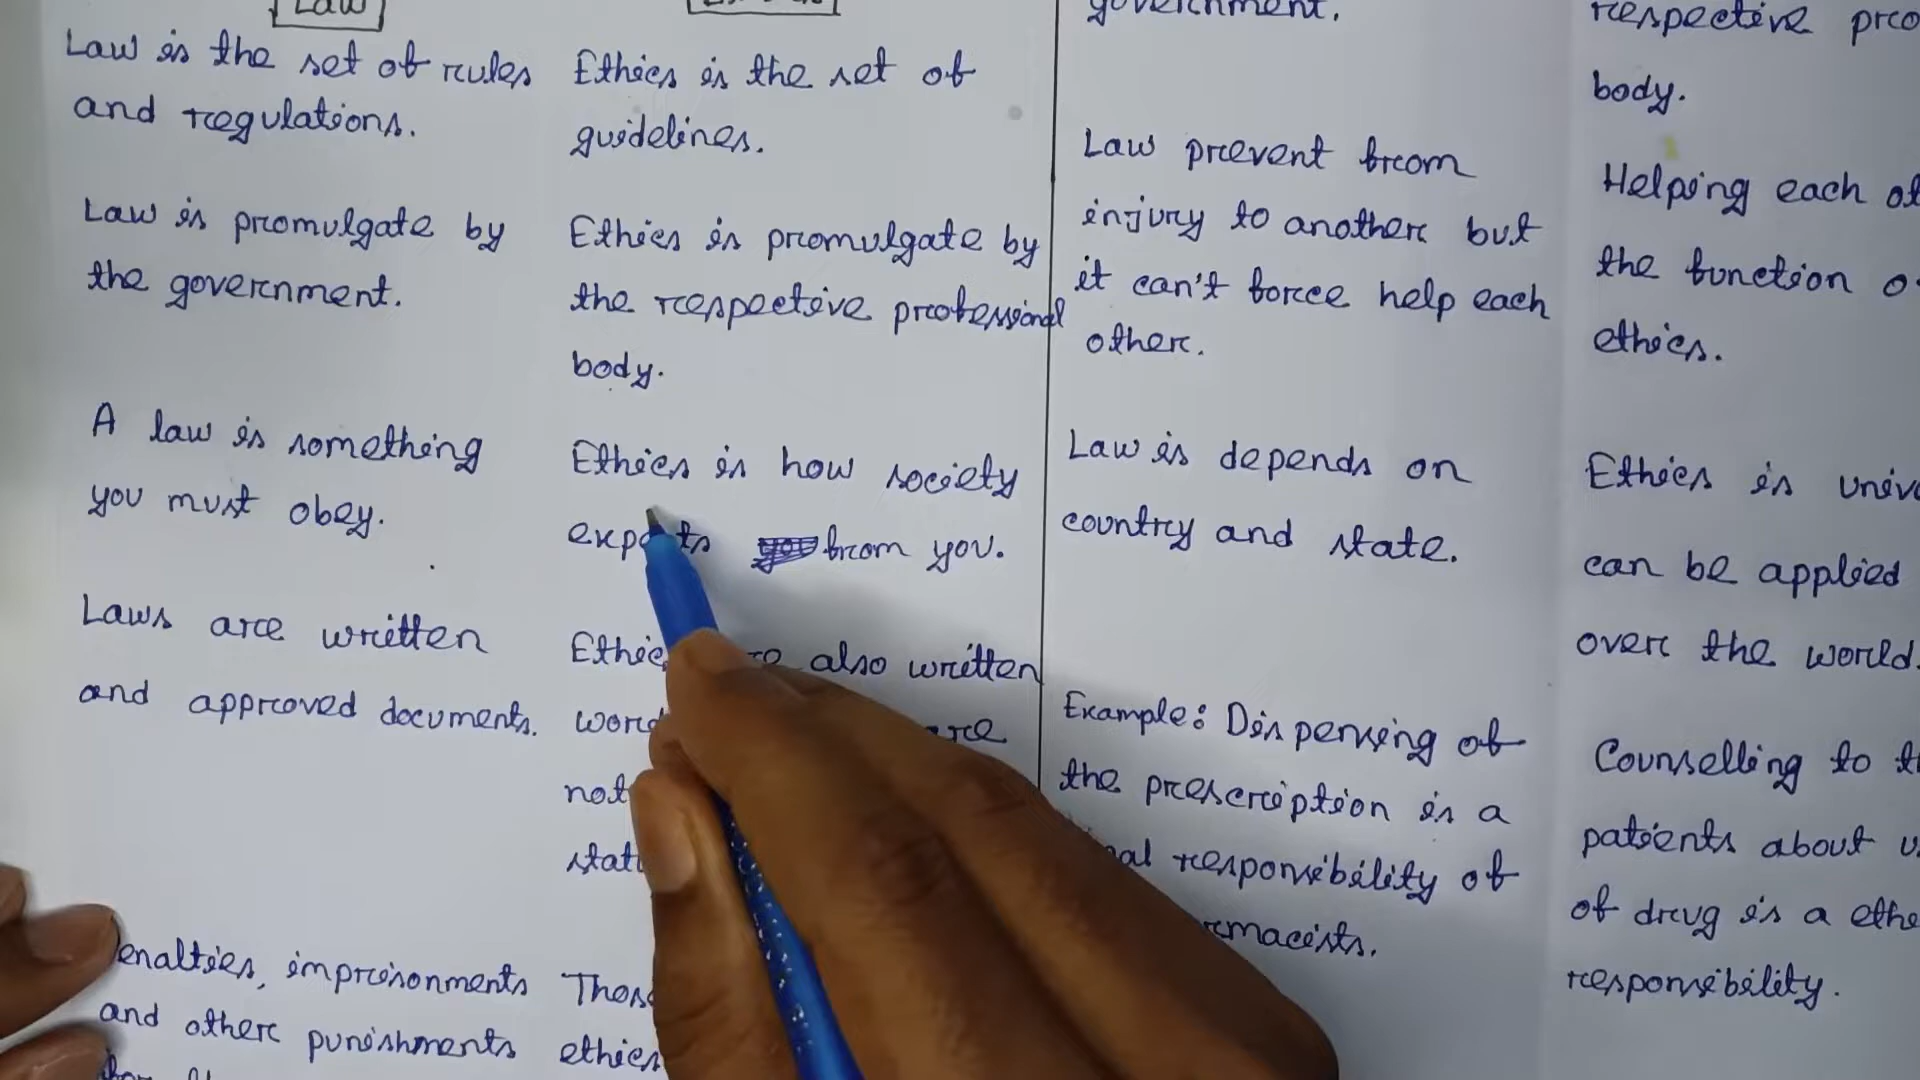 Law
Law is the set of rules
and regulations.
Law is promulgate by
the government.
A law is something
you must obey.
Laws are written
and approved documents.
enalties, imprisonments
and other punishments
Ethics is the set of
guidelines.
Ethics is promulgate by
the respective professional
body.
Ethics is how society
from you.
also written
not
government.
Law prevent from
injury to another but
it can't force help each
other.
Law is depends on
country and state.
Example: Dispensing of
the prescription is a
responsibility of
respective
body.
Helping each
the function
ethics.
Ethics is
can be applied
over the world.
Counselling to
patients about
of drug is a
responsibility.